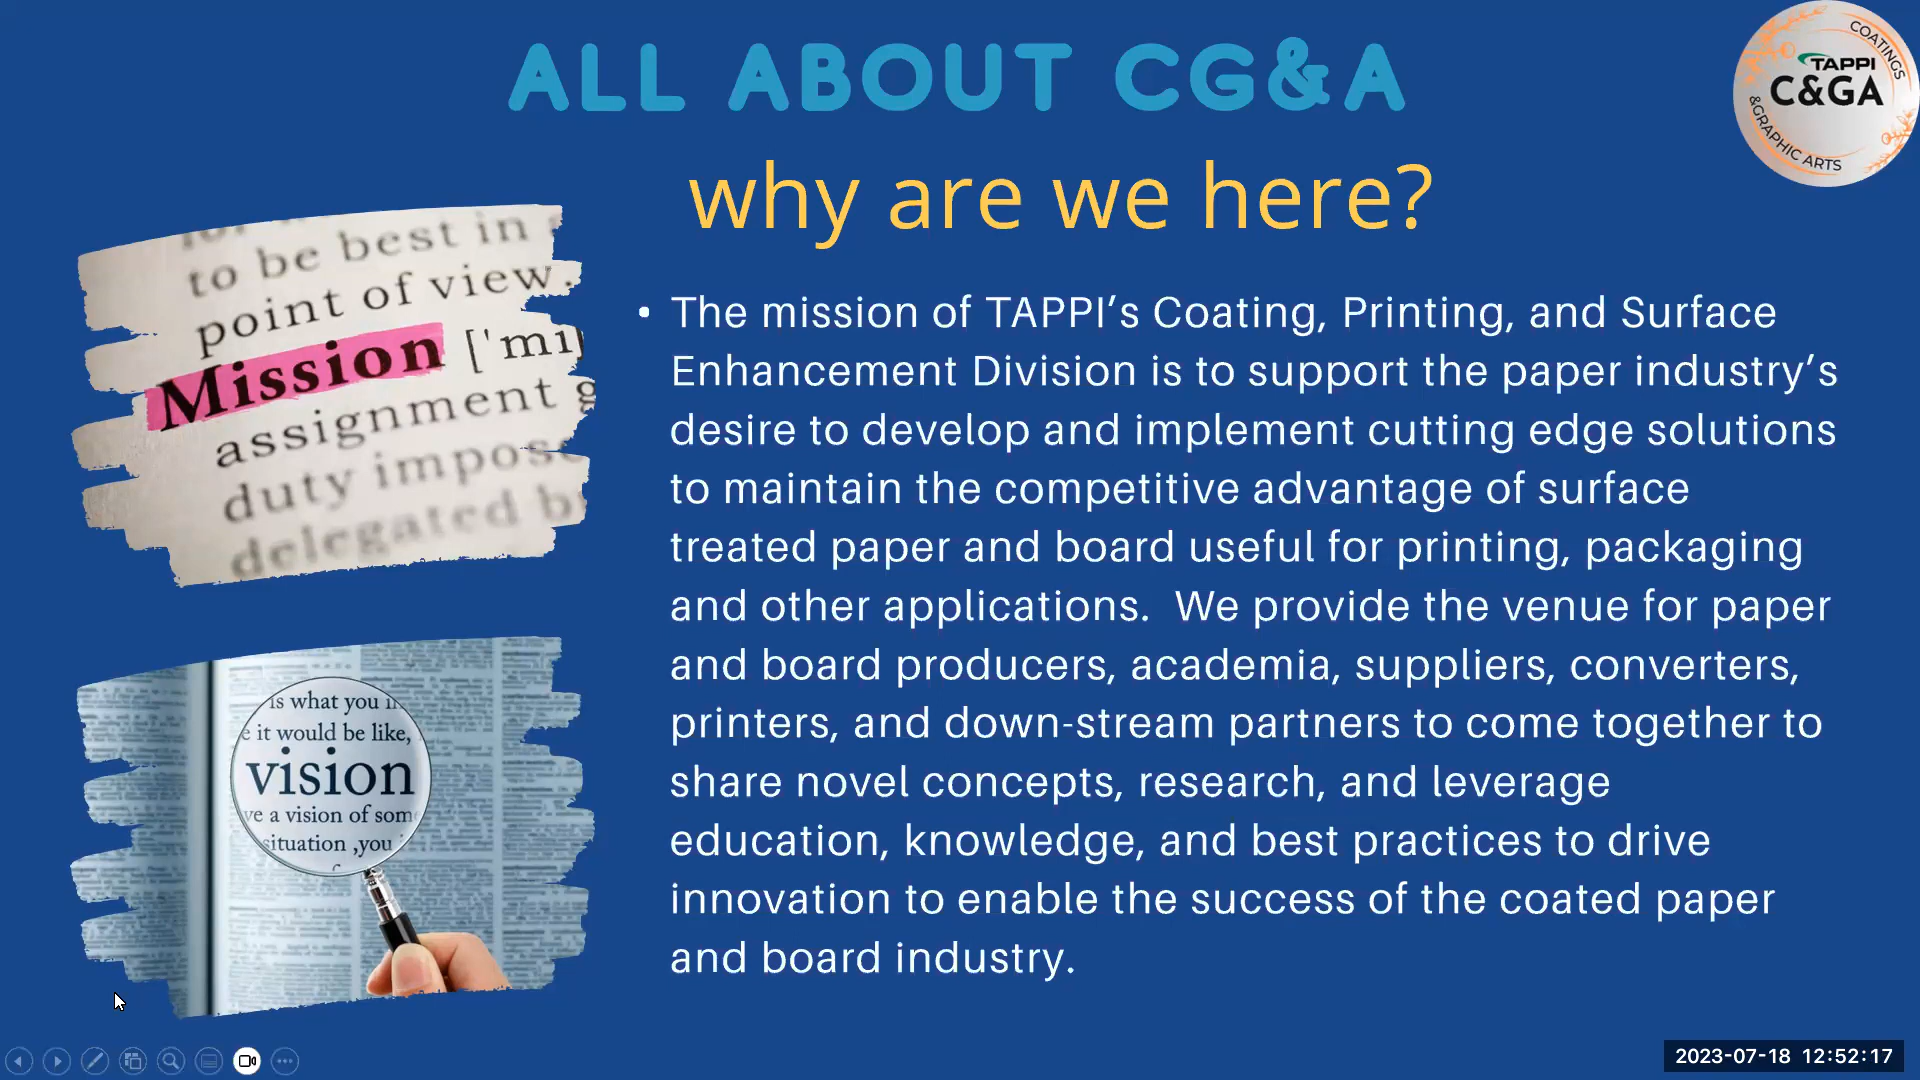 ALL ABOUT CG&A
COATINGS
TAPPI
C&GA
&GRAPHIC ARTS
why are we here?
to be best in
point of view.
Mission ['mi
assignment
duty impose
delegated
• The mission of TAPPI’s Coating, Printing, and Surface
Enhancement Division is to support the paper industry’s
desire to develop and implement cutting edge solutions
to maintain the competitive advantage of surface
treated paper and board useful for printing, packaging
and other applications.  We provide the venue for paper
and board producers, academia, suppliers, converters,
printers, and down-stream partners to come together to
share novel concepts, research, and leverage
education, knowledge, and best practices to drive
innovation to enable the success of the coated paper
and board industry.
is what you
e it would be like,
vision
ve a vision of som
situation ,you
2023-07-18 12:52:17